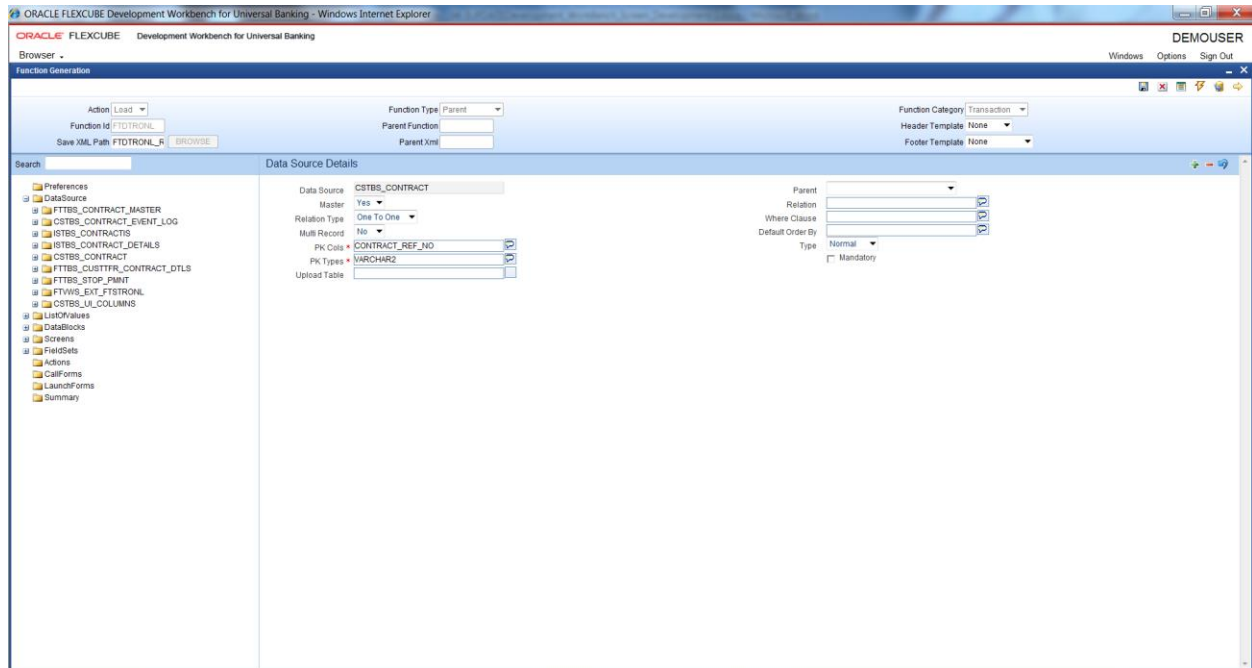 ORACLE FLEXCUBE Development Workbench for Universal Banking - Windows Internet Explorer
ORACLE FLEXCUBE Development Workbench for Universal Banking
DEMOUSER
Browser
Windows Options Sign Out
Function Generation
Action Load Function Type Parent Function Category Transaction
Function Id FTDTRONL Parent Function Header Template None
Save XML Path FTDTRONL_R BROWSE Parent Xml Footer Template None
Search
Data Source Details
Preferences
DataSource
FTTBS_CONTRACT_MASTER
CSTBS_CONTRACT_EVENT_LOG
ISTBS_CONTRACTIS
ISTBS_CONTRACT_DETAILS
CSTBS_CONTRACT
FTTBS_CUSTTFR_CONTRACT_DTLS
FTTBS_STOP_PMNT
FTVWS_EXT_FTSTRONL
CSTBS_UI_COLUMNS
ListOfValues
DataBlocks
Screens
FieldSets
Actions
CallForms
LaunchForms
Summary
Data Source CSTBS_CONTRACT Parent
Master Yes Relation
Relation Type One To One Where Clause
Multi Record No Default Order By
PK Cols * CONTRACT_REF_NO Type Normal
PK Types * VARCHAR2 Mandatory
Upload Table